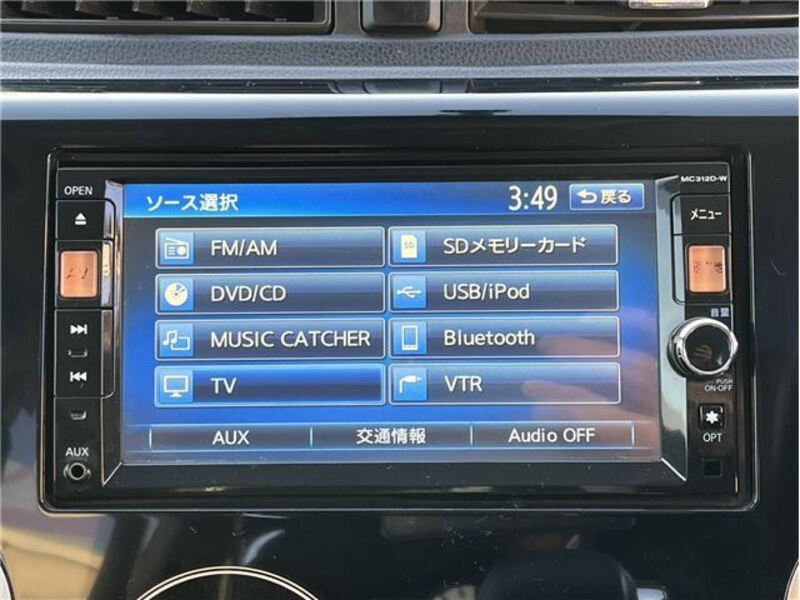 MC312D-W
OPEN
ソース選択
3:49
戻る
メニュー
FM/AM
SDメモリーカード
SD
DVD/CD
USB/iPod
音量
MUSIC CATCHER
Bluetooth
TV
VTR
PUSH
ON-OFF
AUX
AUX
交通情報
Audio OFF
OPT